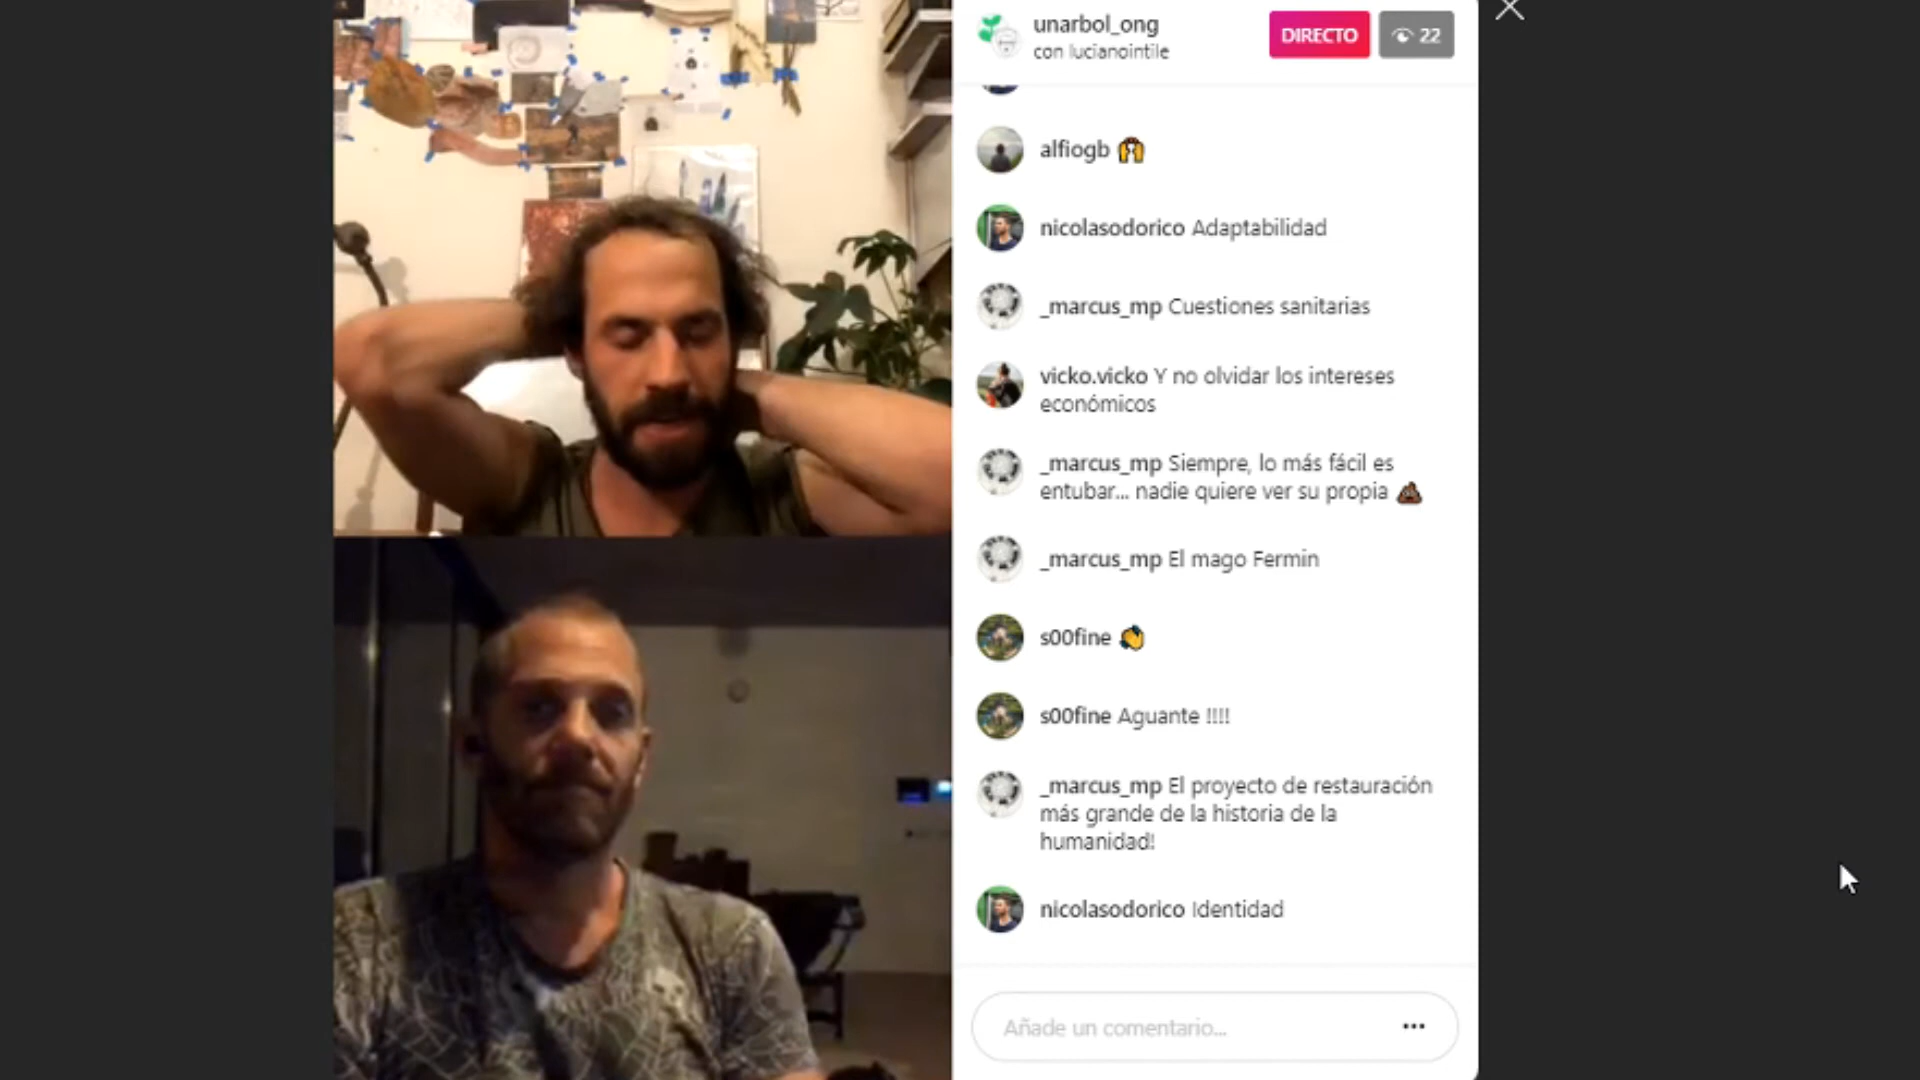 unarbol_ong
con lucianointile
DIRECTO
22
alfiogb 🙌
nicolasodorico Adaptabilidad
_marcus_mp Cuestiones sanitarias
vicko.vicko Y no olvidar los intereses
económicos
_marcus_mp Siempre, lo más fácil es
entubar... nadie quiere ver su propia 💩
_marcus_mp El mago Fermin
s00fine 👏
s00fine Aguante !!!!
_marcus_mp El proyecto de restauración
más grande de la historia de la
humanidad!
nicolasodorico Identidad
Añade un comentario...